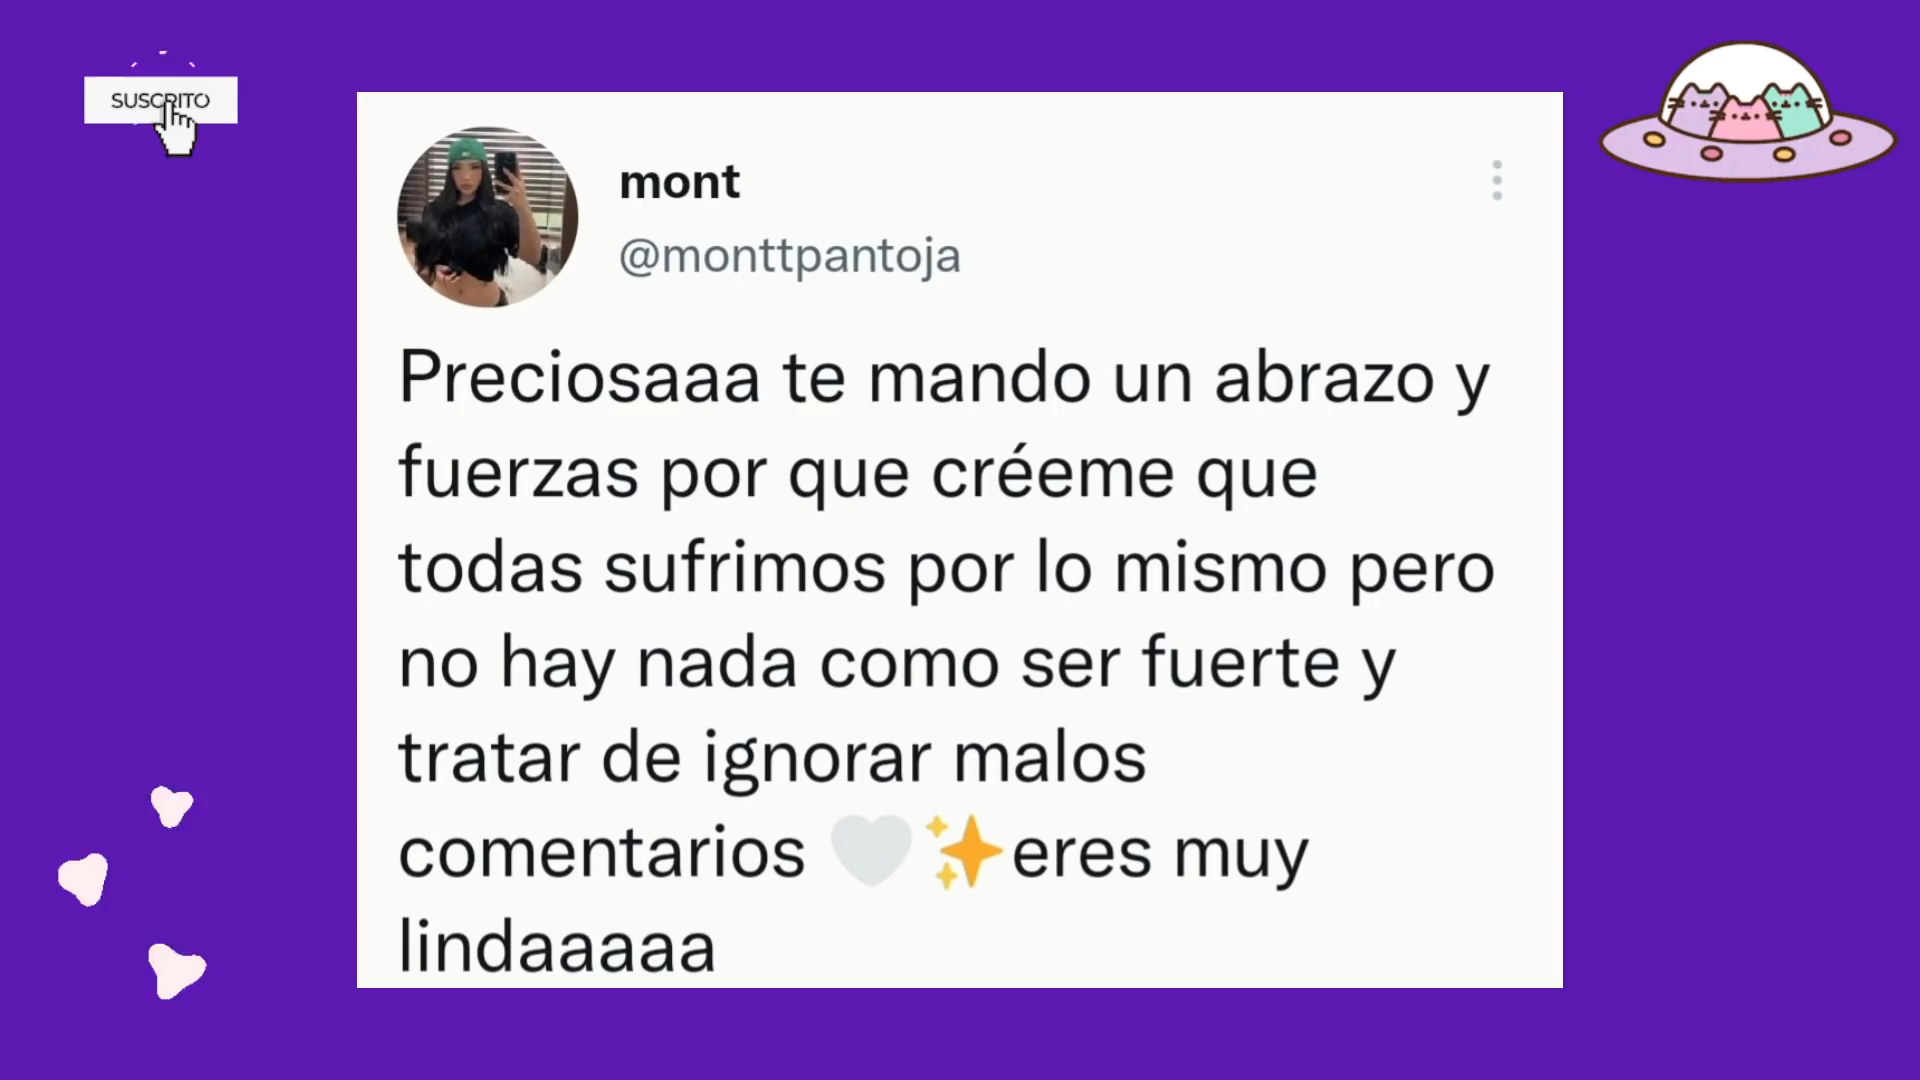 SUSCRITO
mont
@monttpantoja
Preciosaaa te mando un abrazo y
fuerzas por que créeme que
todas sufrimos por lo mismo pero
no hay nada como ser fuerte y
tratar de ignorar malos
comentarios 🤍✨eres muy
lindaaaaa